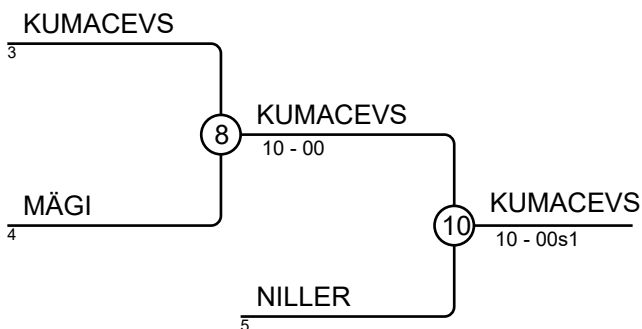 KUMACEVS
3
8
KUMACEVS
10 - 00
MÄGI
4
10
KUMACEVS
10 - 00s1
NILLER
5